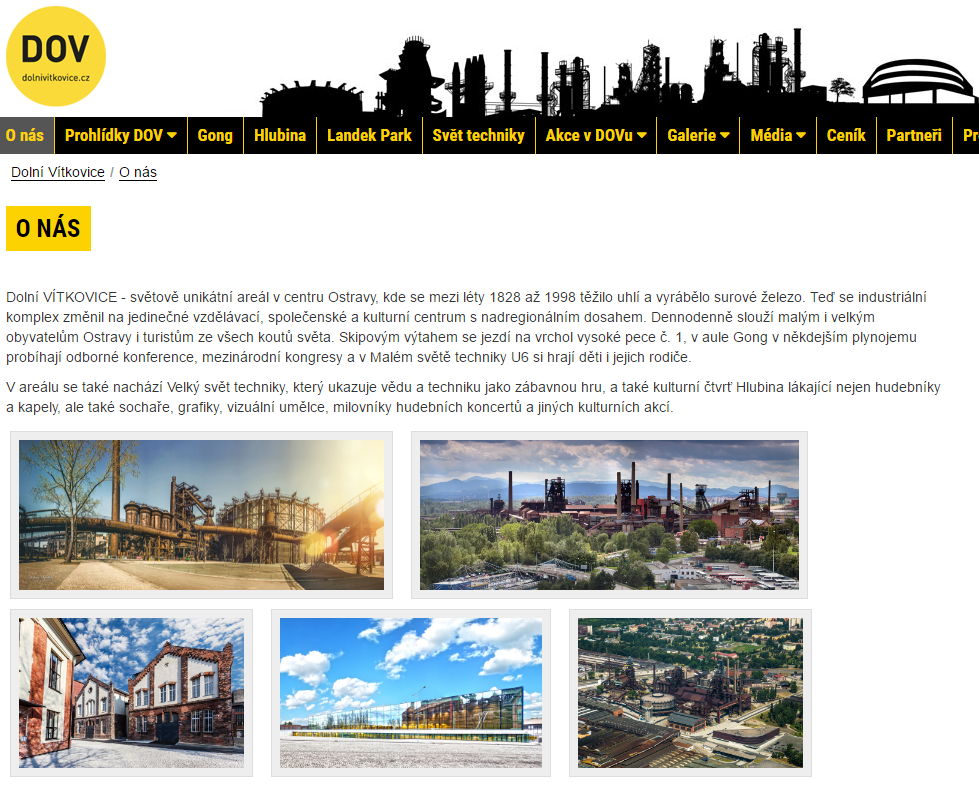 DOV
dolnivitkovice.cz
O nás Prohlídky DOV Gong Hlubina Landek Park Svět techniky Akce v DOVu Galerie Média Ceník Partneři
Dolní Vítkovice / O nás
O NÁS
Dolní VÍTKOVICE - světově unikátní areál v centru Ostravy, kde se mezi léty 1828 až 1998 těžilo uhlí a vyrábělo surové železo. Teď se industriální
komplex změnil na jedinečné vzdělávací, společenské a kulturní centrum s nadregionálním dosahem. Dennodenně slouží malým i velkým
obyvatelům Ostravy i turistům ze všech koutů světa. Skipovým výtahem se jezdí na vrchol vysoké pece č. 1, v aule Gong v někdejším plynojemu
probíhají odborné konference, mezinárodní kongresy a v Malém světě techniky U6 si hrají děti i jejich rodiče.
V areálu se také nachází Velký svět techniky, který ukazuje vědu a techniku jako zábavnou hru, a také kulturní čtvrť Hlubina lákající nejen hudebníky
a kapely, ale také sochaře, grafiky, vizuální umělce, milovníky hudebních koncertů a jiných kulturních akcí.